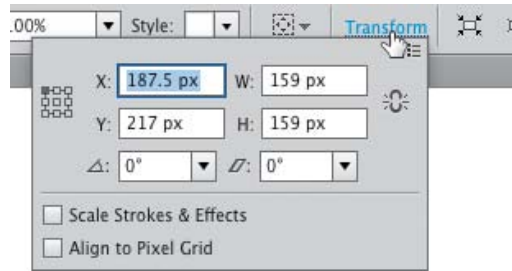 00% Style: Transform
X: 187.5 px W: 159 px
Y: 217 px H: 159 px
0° 0°
Scale Strokes & Effects
Align to Pixel Grid